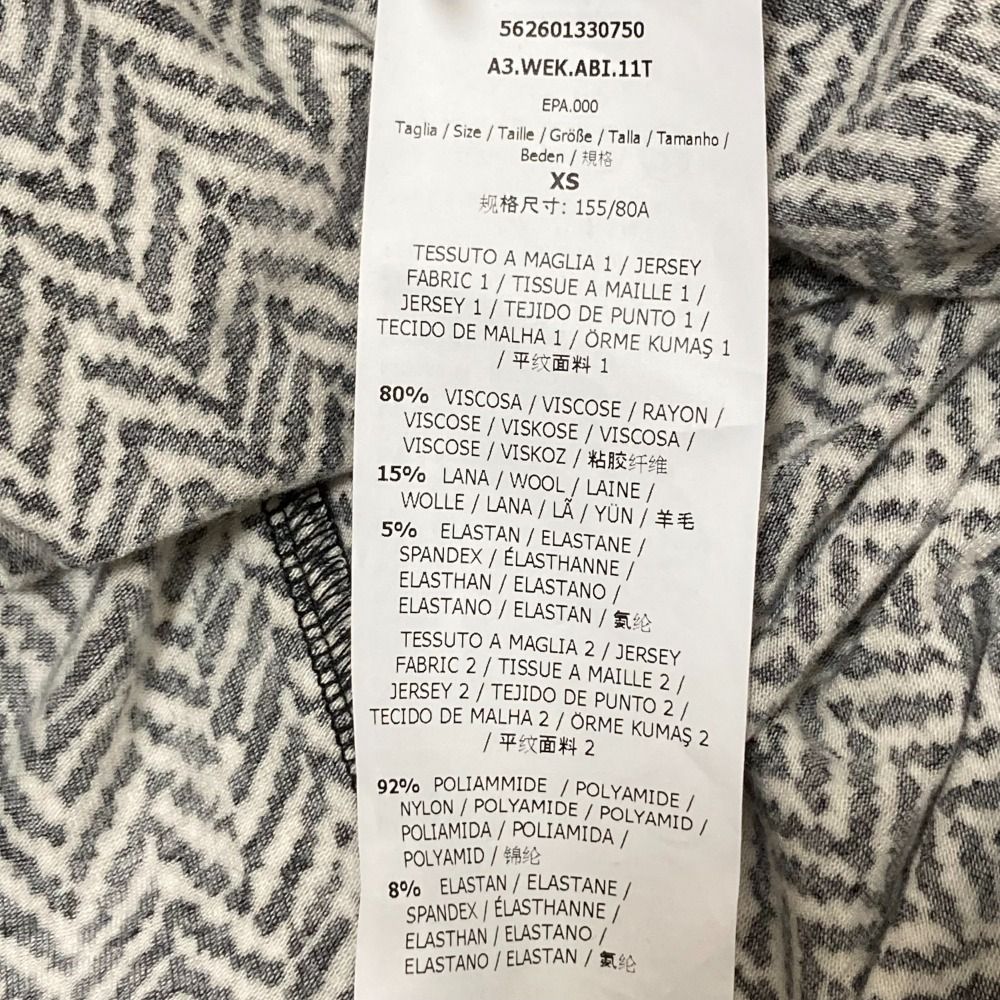 562601330750
A3.WEK.ABI.11T
EPA.000
Taglia / Size / Taille / Größe / Talla / Tamanho /
Beden / 規格
XS
规格尺寸: 155/80A
TESSUTO A MAGLIA 1 / JERSEY
FABRIC 1 / TISSUE A MAILLE 1 /
JERSEY 1 / TEJIDO DE PUNTO 1 /
TECIDO DE MALHA 1 / ÖRME KUMAŞ 1
/ 平纹面料 1
80% VISCOSA / VISCOSE / RAYON /
VISCOSE / VISKOSE / VISCOSA /
VISCOSE / VISKOZ / 粘胶纤维
15% LANA / WOOL / LAINE /
WOLLE / LANA / LÃ / YÜN / 羊毛
5% ELASTAN / ELASTANE /
SPANDEX / ÉLASTHANNE /
ELASTHAN / ELASTANO /
ELASTANO / ELASTAN / 氨纶
TESSUTO A MAGLIA 2 / JERSEY
FABRIC 2 / TISSUE A MAILLE 2 /
JERSEY 2 / TEJIDO DE PUNTO 2 /
TECIDO DE MALHA 2 / ÖRME KUMAŞ 2
/ 平纹面料 2
92% POLIAMMIDE / POLYAMIDE /
NYLON / POLYAMIDE / POLYAMID /
POLIAMIDA / POLIAMIDA /
POLYAMID / 锦纶
8% ELASTAN / ELASTANE /
SPANDEX / ÉLASTHANNE /
ELASTHAN / ELASTANO /
ELASTANO / ELASTAN / 氨纶